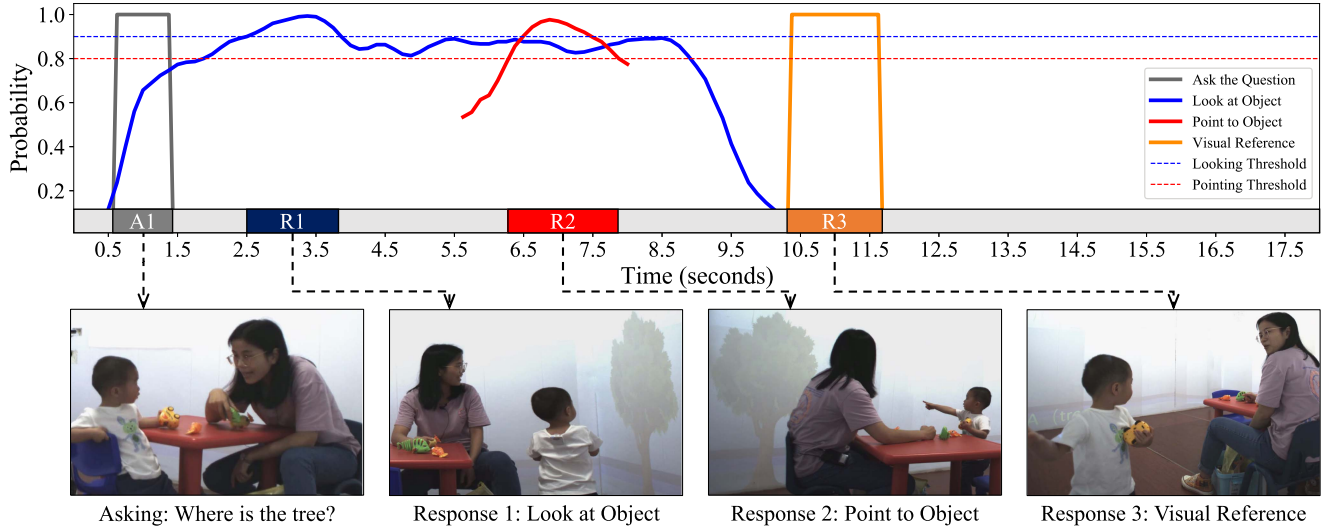 Probability
1.0
0.8
0.6
0.4
0.2
Ask the Question
Look at Object
Point to Object
Visual Reference
Looking Threshold
Pointing Threshold
A1 R1 R2 R3
0.5 1.5 2.5 3.5 4.5 5.5 6.5 7.5 8.5 9.5 10.5 11.5 12.5 13.5 14.5 15.5 16.5 17.5
Time (seconds)
Asking: Where is the tree?
Response 1: Look at Object
Response 2: Point to Object
Response 3: Visual Reference